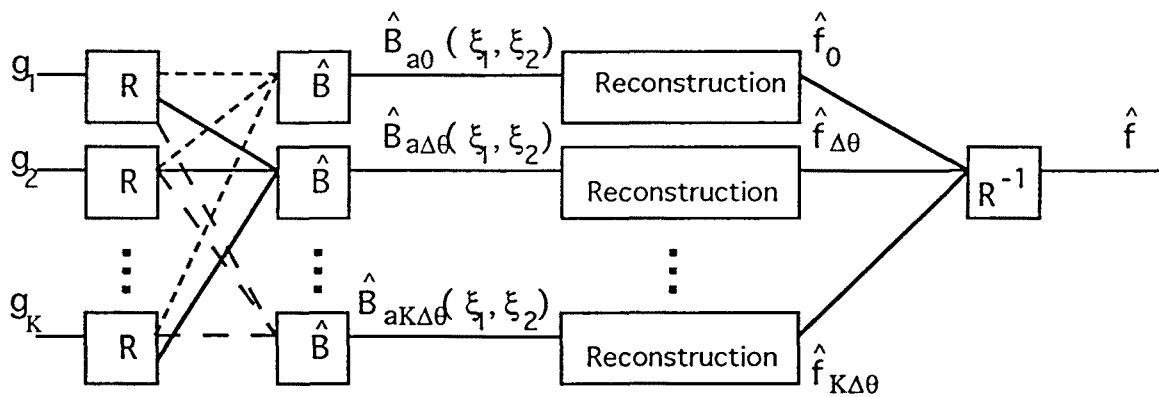 g₁ R B̂ B̂ₐ₀(ξ₁, ξ₂) Reconstruction f̂₀
g₂ R B̂ B̂ₐΔθ(ξ₁, ξ₂) Reconstruction f̂Δθ R⁻¹ f̂
gK R B̂ B̂ₐKΔθ(ξ₁, ξ₂) Reconstruction f̂KΔθ